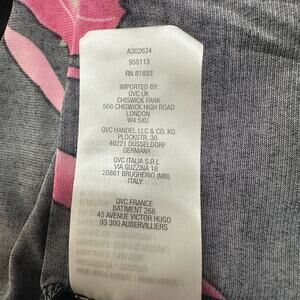 A302634
955113
RN 81893
IMPORTED BY:
QVC UK
CHISWICK PARK
566 CHISWICK HIGH ROAD
LONDON
W4 5XU
QVC HANDEL LLC & CO. KG
PLOCKSTR. 30
40221 DÜSSELDORF
GERMANY
QVC ITALIA S.R.L
VIA GUZZINA 18
20861 BRUGHERIO (MB)
ITALY
QVC FRANCE
BATIMENT 266
45 AVENUE VICTOR HUGO
93 300 AUBERVILLIERS